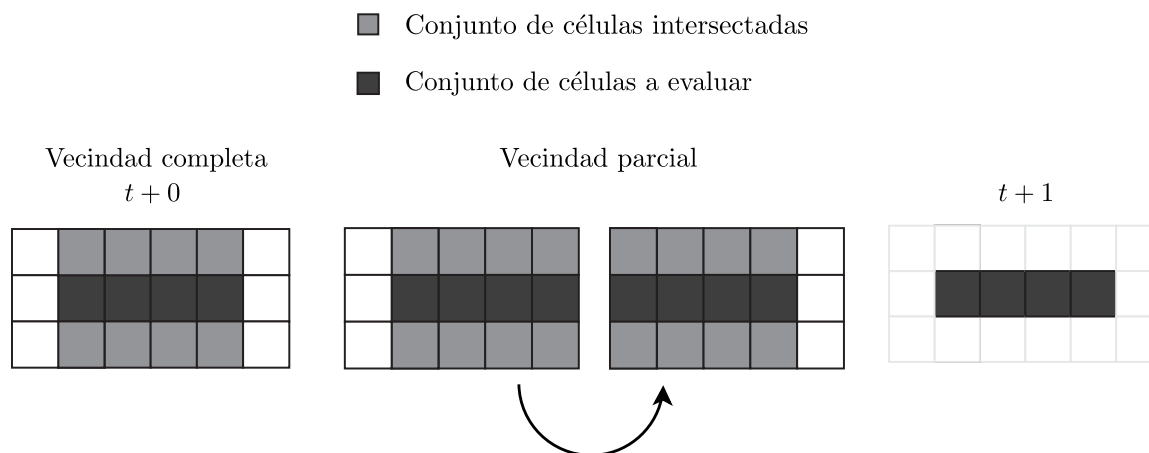 Conjunto de células intersectadas
Conjunto de células a evaluar
Vecindad completa
t + 0
Vecindad parcial
t + 1